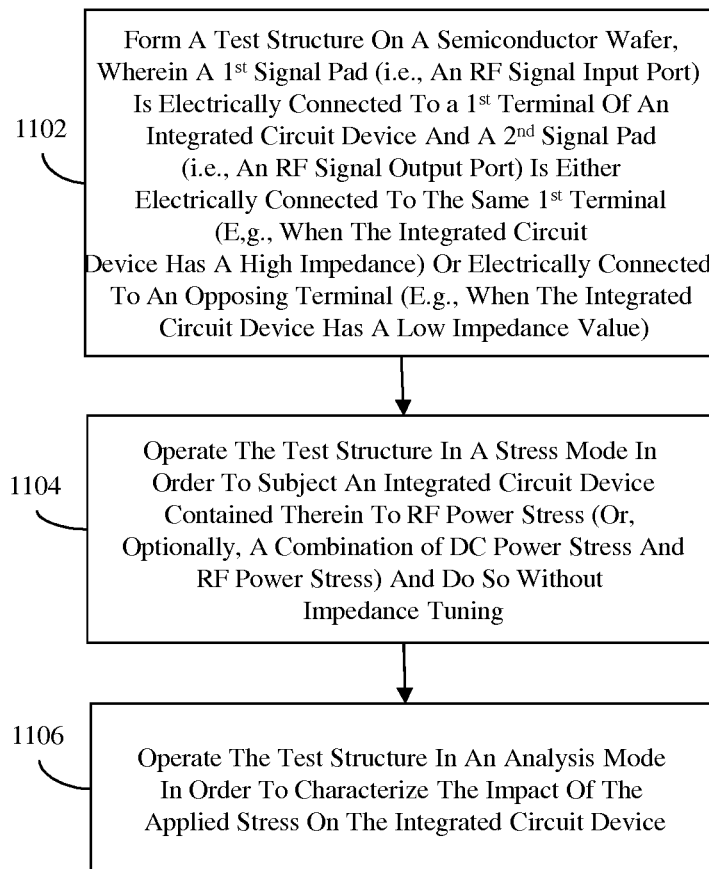 Form A Test Structure On A Semiconductor Wafer,
Wherein A 1st Signal Pad (i.e., An RF Signal Input Port)
Is Electrically Connected To a 1st Terminal Of An
Integrated Circuit Device And A 2nd Signal Pad
(i.e., An RF Signal Output Port) Is Either
Electrically Connected To The Same 1st Terminal
(E,g., When The Integrated Circuit
Device Has A High Impedance) Or Electrically Connected
To An Opposing Terminal (E.g., When The Integrated
Circuit Device Has A Low Impedance Value)
1102
Operate The Test Structure In A Stress Mode In
Order To Subject An Integrated Circuit Device
Contained Therein To RF Power Stress (Or,
Optionally, A Combination of DC Power Stress And
RF Power Stress) And Do So Without
Impedance Tuning
1104
Operate The Test Structure In An Analysis Mode
In Order To Characterize The Impact Of The
Applied Stress On The Integrated Circuit Device
1106